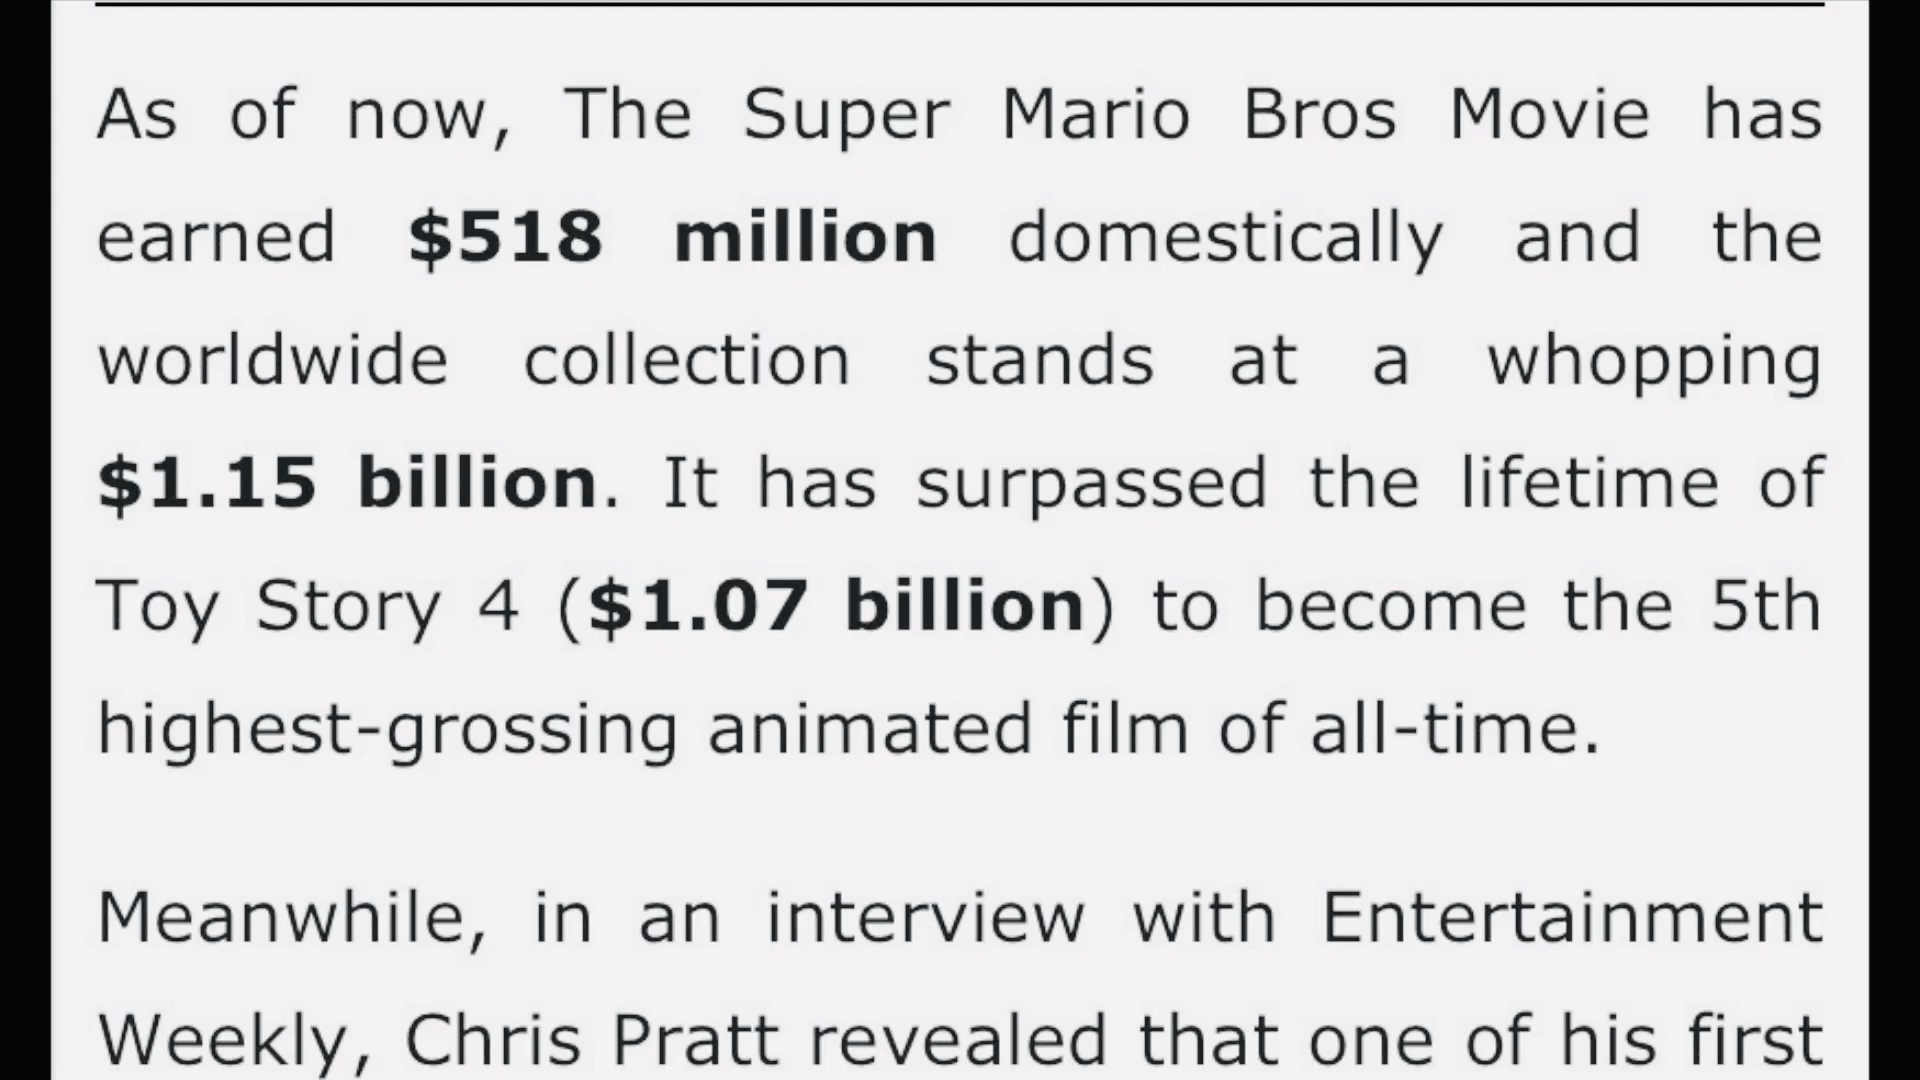 As of now, The Super Mario Bros Movie has
earned $518 million domestically and the
worldwide collection stands at a whopping
$1.15 billion. It has surpassed the lifetime of
Toy Story 4 ($1.07 billion) to become the 5th
highest-grossing animated film of all-time.
Meanwhile, in an interview with Entertainment
Weekly, Chris Pratt revealed that one of his first